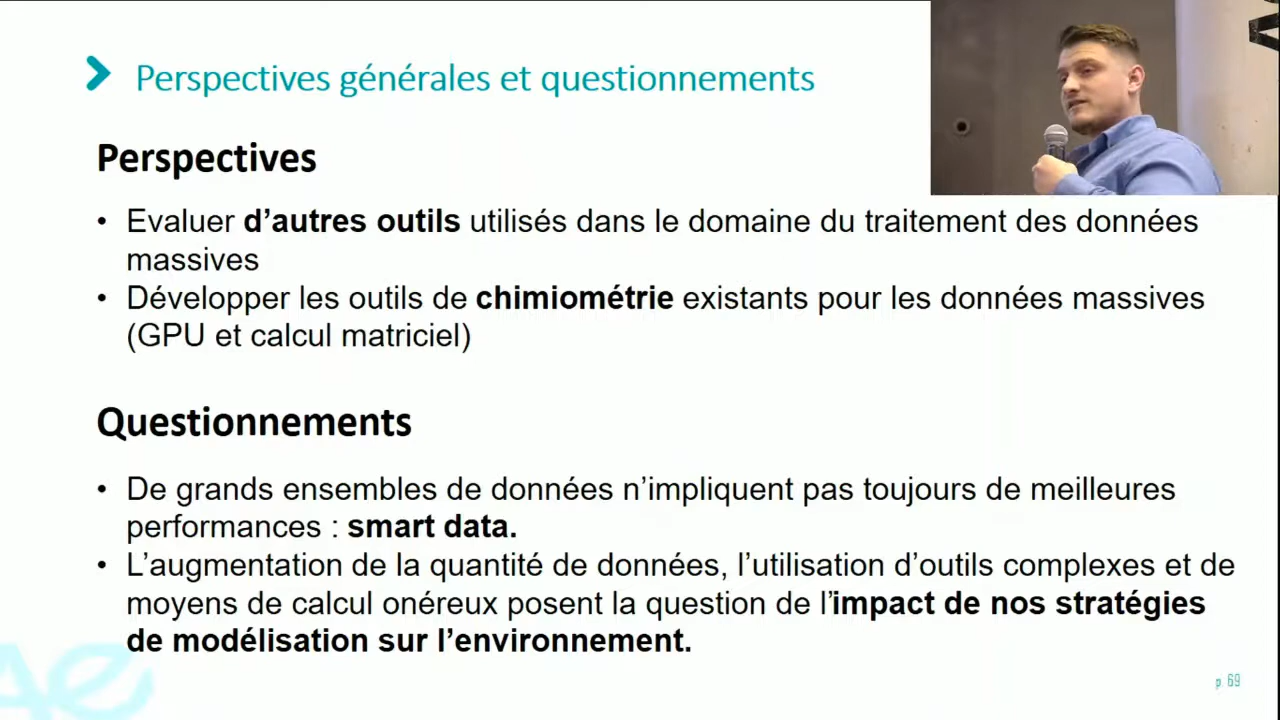 Perspectives générales et questionnements
Perspectives
• Evaluer d’autres outils utilisés dans le domaine du traitement des données
massives
• Développer les outils de chimiométrie existants pour les données massives
(GPU et calcul matriciel)
Questionnements
• De grands ensembles de données n’impliquent pas toujours de meilleures
performances : smart data.
• L’augmentation de la quantité de données, l’utilisation d’outils complexes et de
moyens de calcul onéreux posent la question de l’impact de nos stratégies
de modélisation sur l’environnement.
p. 69